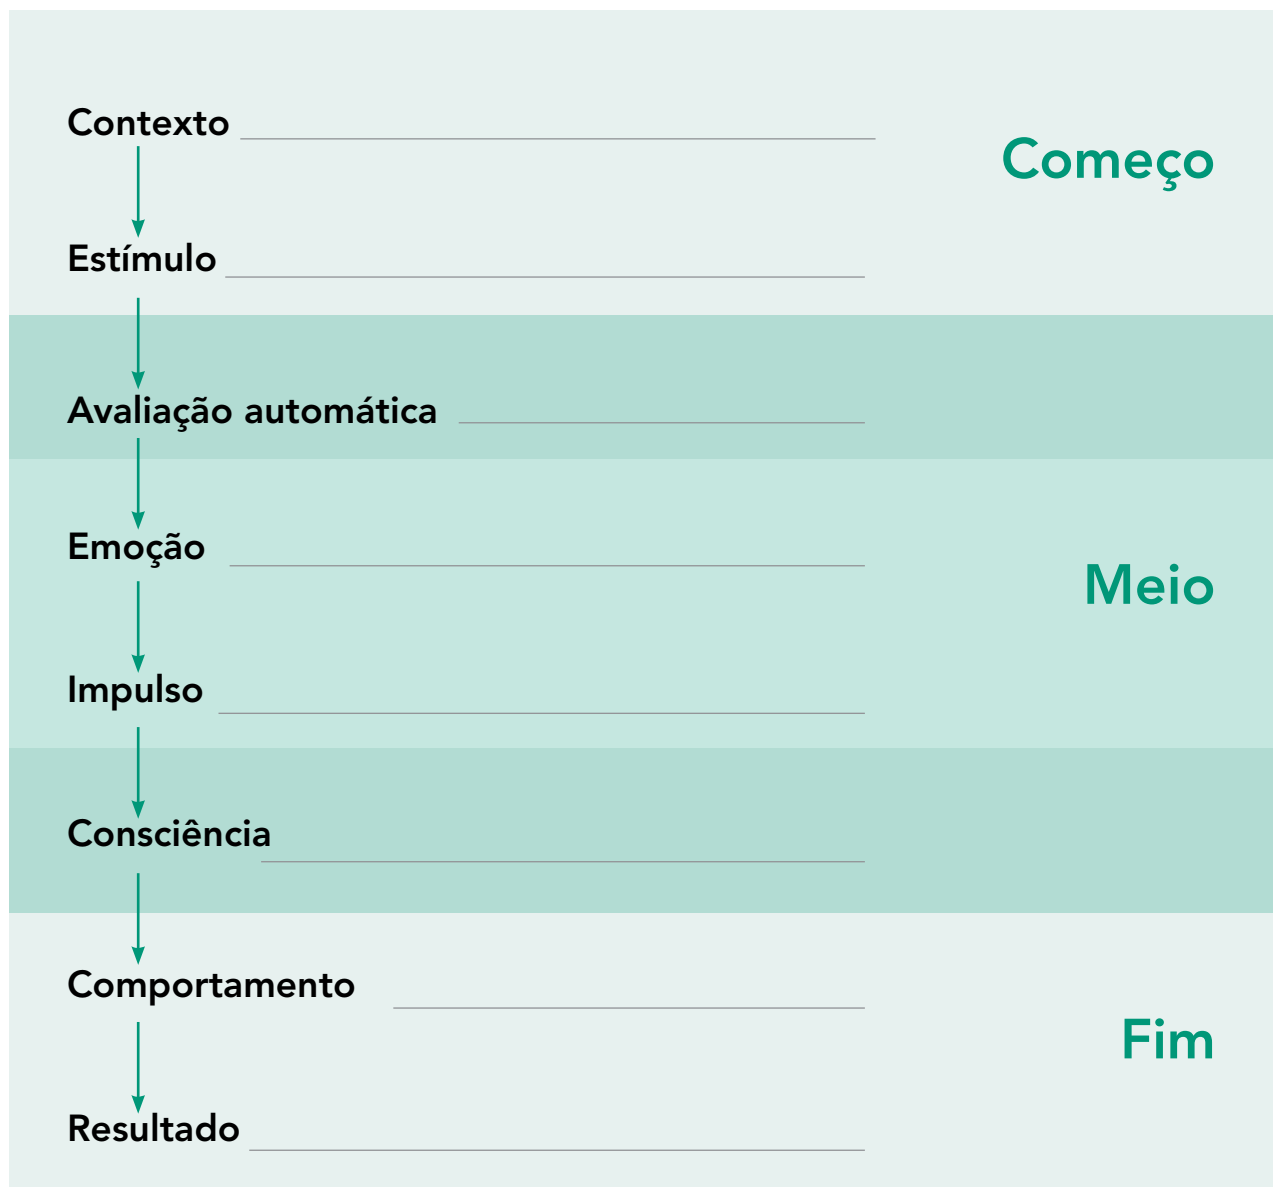 Contexto
Começo
Estímulo
Avaliação automática
Emoção
Meio
Impulso
Consciência
Comportamento
Fim
Resultado